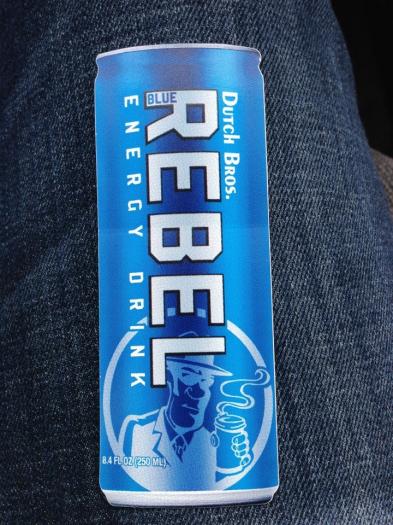 Dutch Bros.
BLUE
REBEL
ENERGY DRINK
8.4 FL OZ (250 ML)